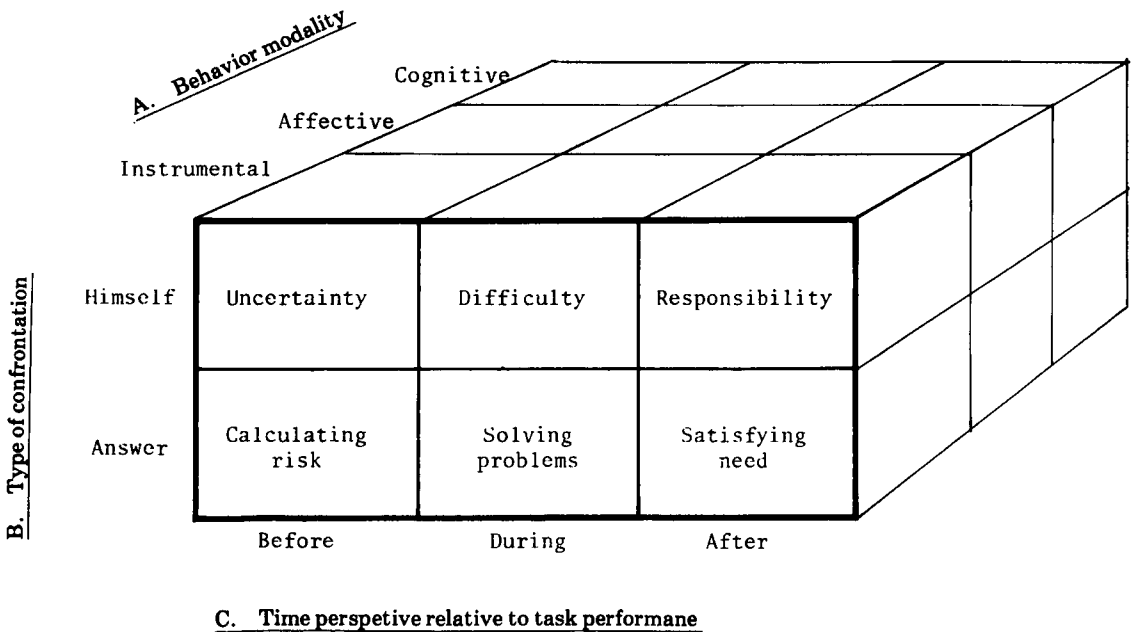 A. Behavior modality
Cognitive
Affective
Instrumental
B. Type of confrontation
Himself
Uncertainty
Difficulty
Responsibility
Answer
Calculating
risk
Solving
problems
Satisfying
need
Before
During
After
C. Time perspetive relative to task performane